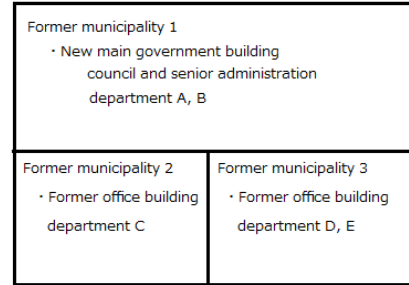 Former municipality 1
・New main government building
council and senior administration
department A, B
Former municipality 2
・Former office building
department C
Former municipality 3
・Former office building
department D, E